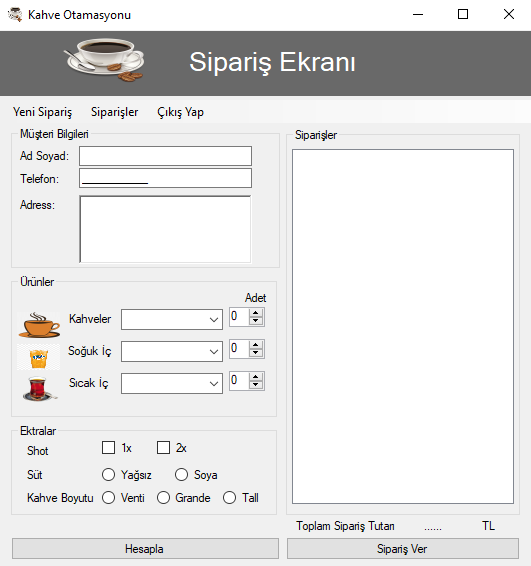 Kahve Otamasyonu
Sipariş Ekranı
Yeni Sipariş Siparişler Çıkış Yap
Müşteri Bilgileri
Ad Soyad:
Telefon:
Adress:
Ürünler
Adet
Kahveler 0
Soğuk İç 0
Sıcak İç 0
Ektralar
Shot 1x 2x
Süt Yağsız Soya
Kahve Boyutu Venti Grande Tall
Hesapla
Siparişler
Toplam Sipariş Tutarı ...... TL
Sipariş Ver